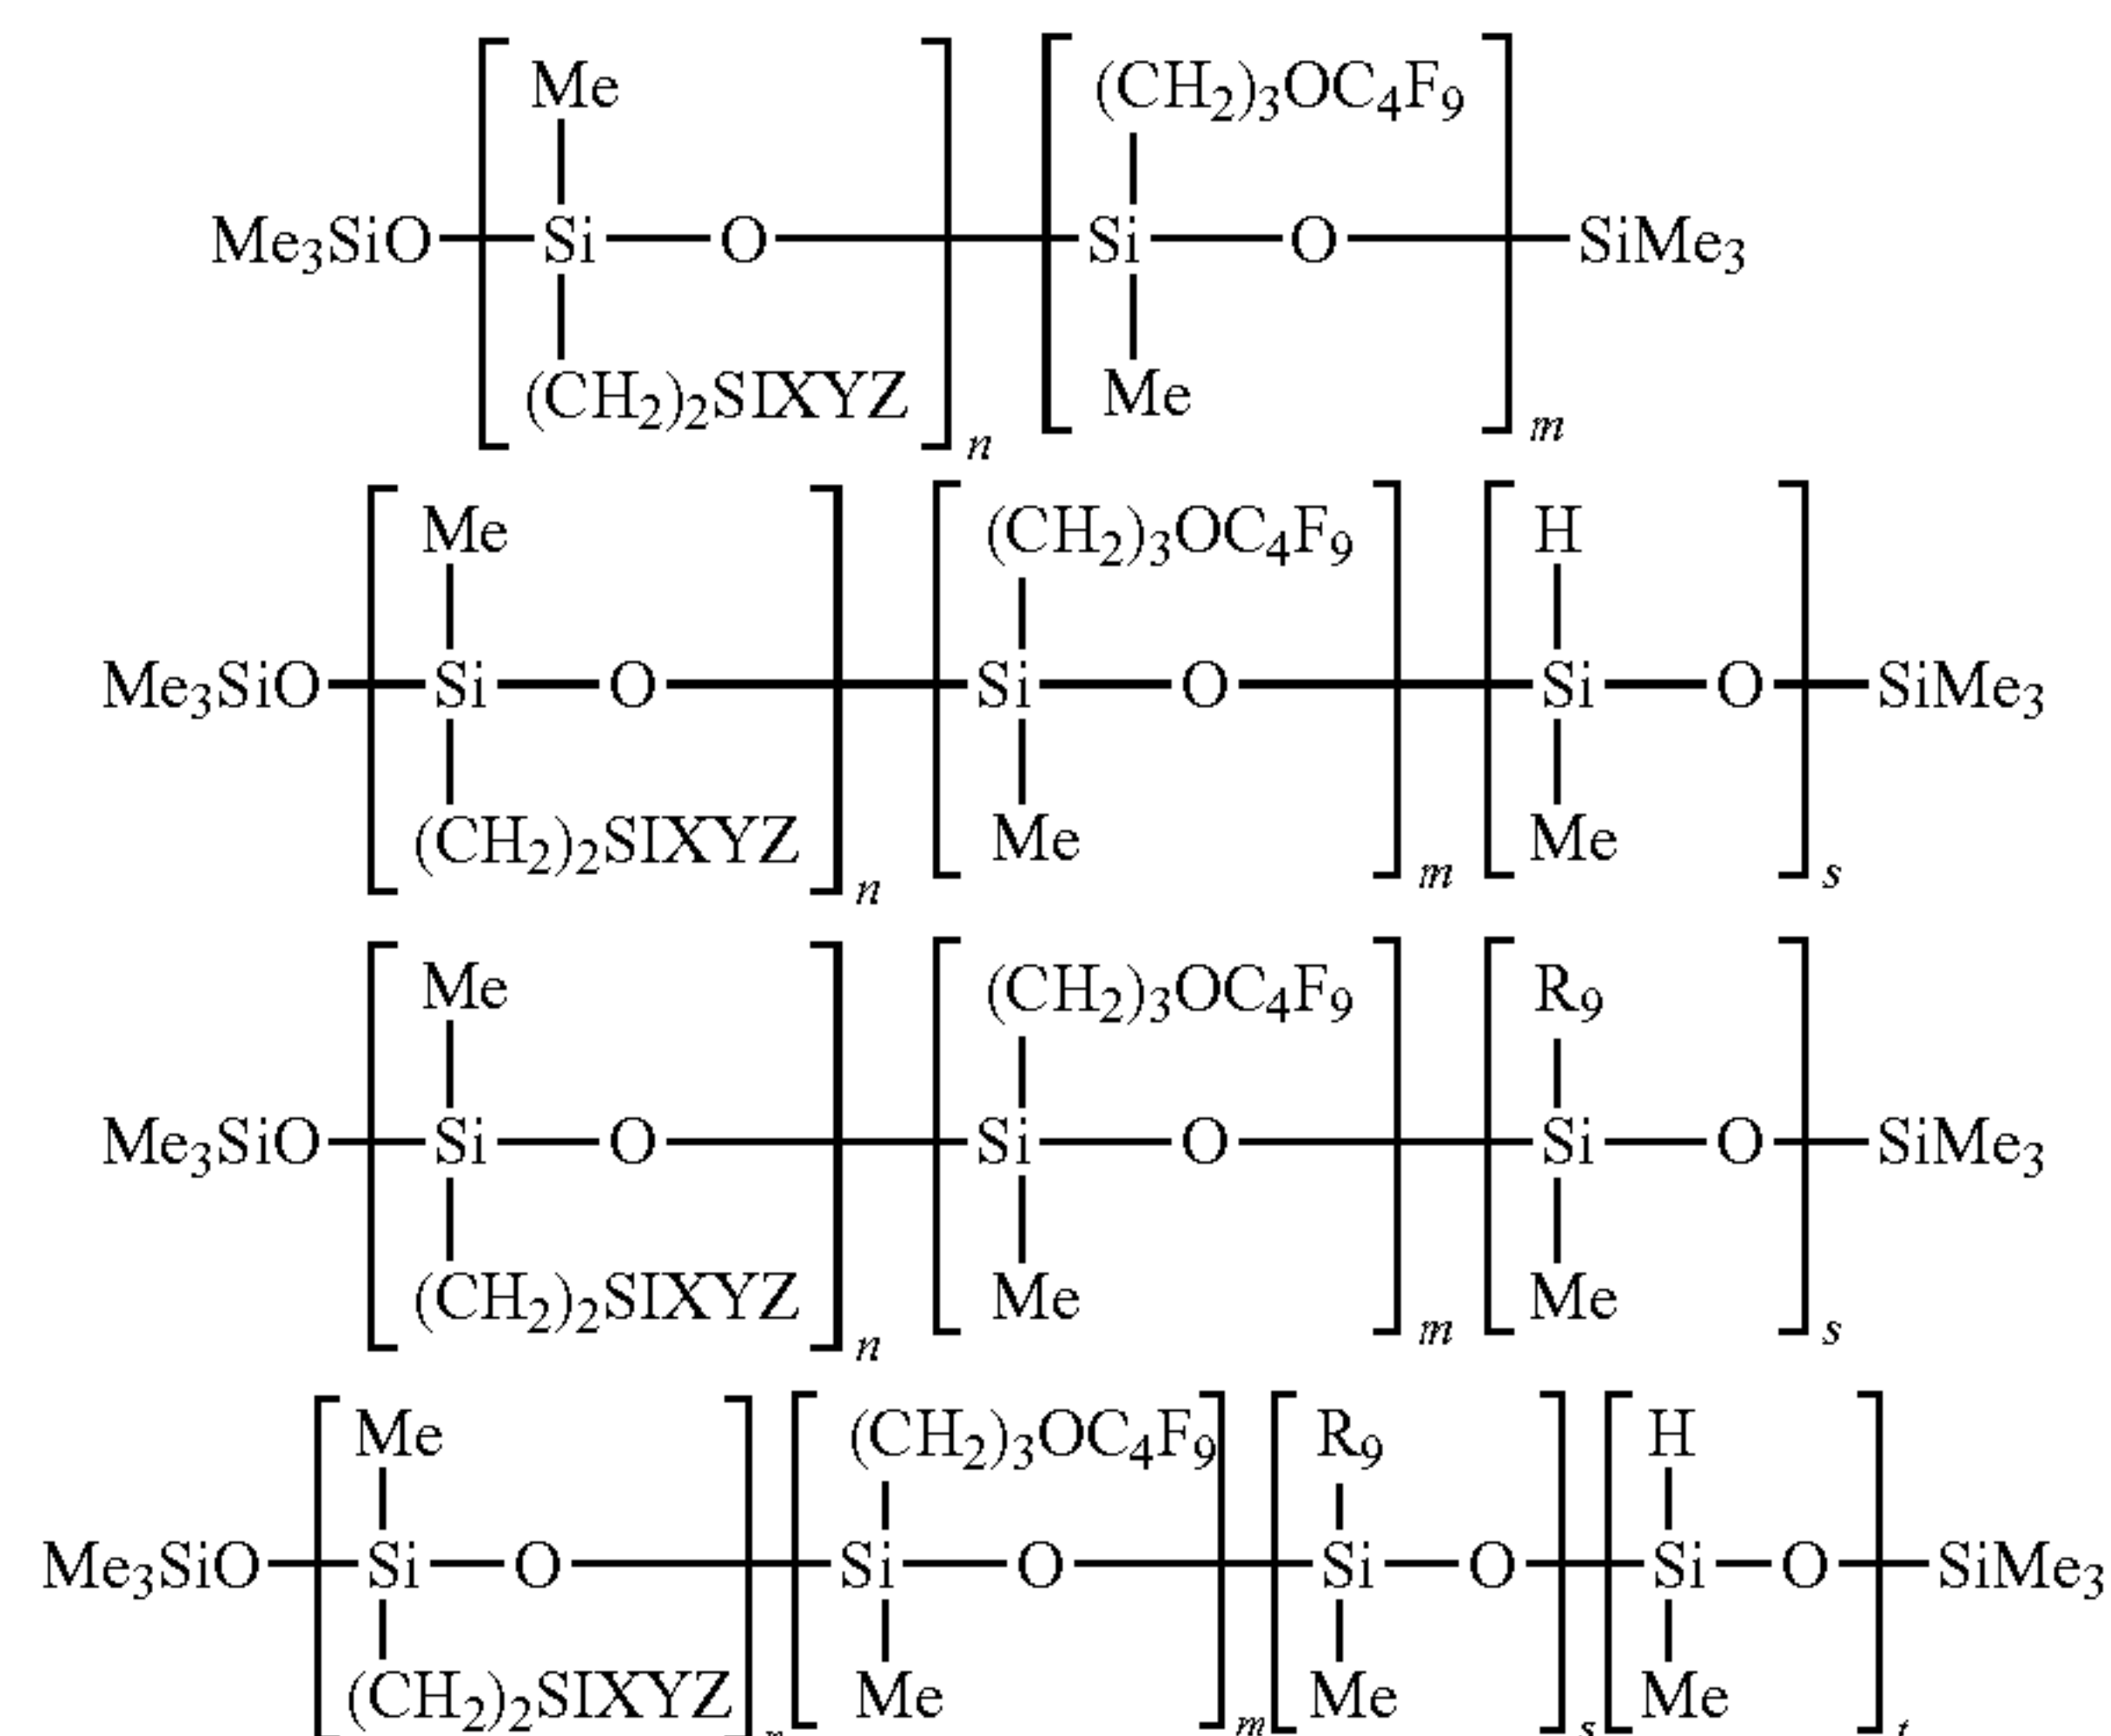 Me (CH2)3OC4F9
Me3SiO Si O Si O SiMe3
(CH2)2SIXYZ Me
n m
Me (CH2)3OC4F9 H
Me3SiO Si O Si O Si O SiMe3
(CH2)2SIXYZ Me Me
n m s
Me (CH2)3OC4F9 R9
Me3SiO Si O Si O Si O SiMe3
(CH2)2SIXYZ Me Me
n m s
Me (CH2)3OC4F9 R9 H
Me3SiO Si O Si O Si O Si O SiMe3
(CH2)2SIXYZ Me Me Me
n m s t